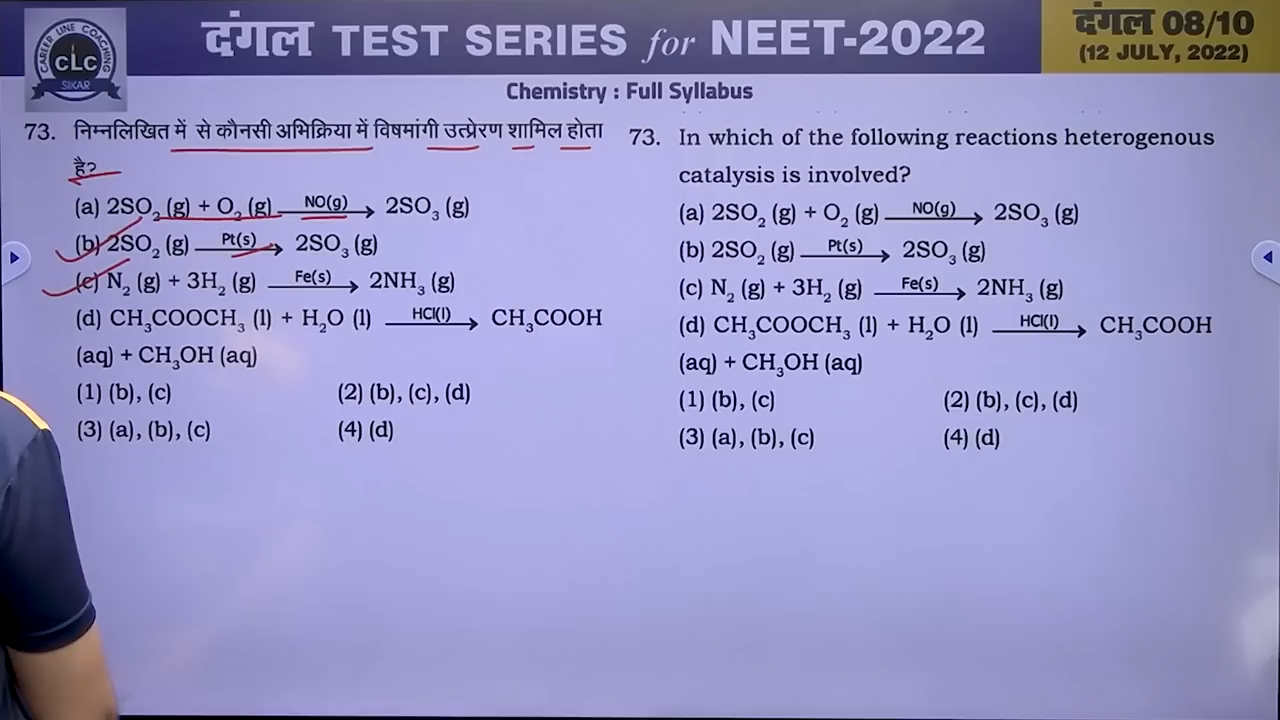 CAREER LINE COACHING
CLC
SIKAR
दंगल TEST SERIES for NEET-2022
दंगल 08/10
(12 JULY, 2022)
Chemistry : Full Syllabus
73. निम्नलिखित में से कौनसी अभिक्रिया में विषमांगी उत्प्रेरण शामिल होता
है?
(a) 2SO₂ (g) + O₂ (g) —NO(g)→ 2SO₃ (g)
(b) 2SO₂ (g) —Pt(s)→ 2SO₃ (g)
(c) N₂ (g) + 3H₂ (g) —Fe(s)→ 2NH₃ (g)
(d) CH₃COOCH₃ (l) + H₂O (l) —HCl(l)→ CH₃COOH
(aq) + CH₃OH (aq)
(1) (b), (c) (2) (b), (c), (d)
(3) (a), (b), (c) (4) (d)
73. In which of the following reactions heterogenous
catalysis is involved?
(a) 2SO₂ (g) + O₂ (g) —NO(g)→ 2SO₃ (g)
(b) 2SO₂ (g) —Pt(s)→ 2SO₃ (g)
(c) N₂ (g) + 3H₂ (g) —Fe(s)→ 2NH₃ (g)
(d) CH₃COOCH₃ (l) + H₂O (l) —HCl(l)→ CH₃COOH
(aq) + CH₃OH (aq)
(1) (b), (c) (2) (b), (c), (d)
(3) (a), (b), (c) (4) (d)